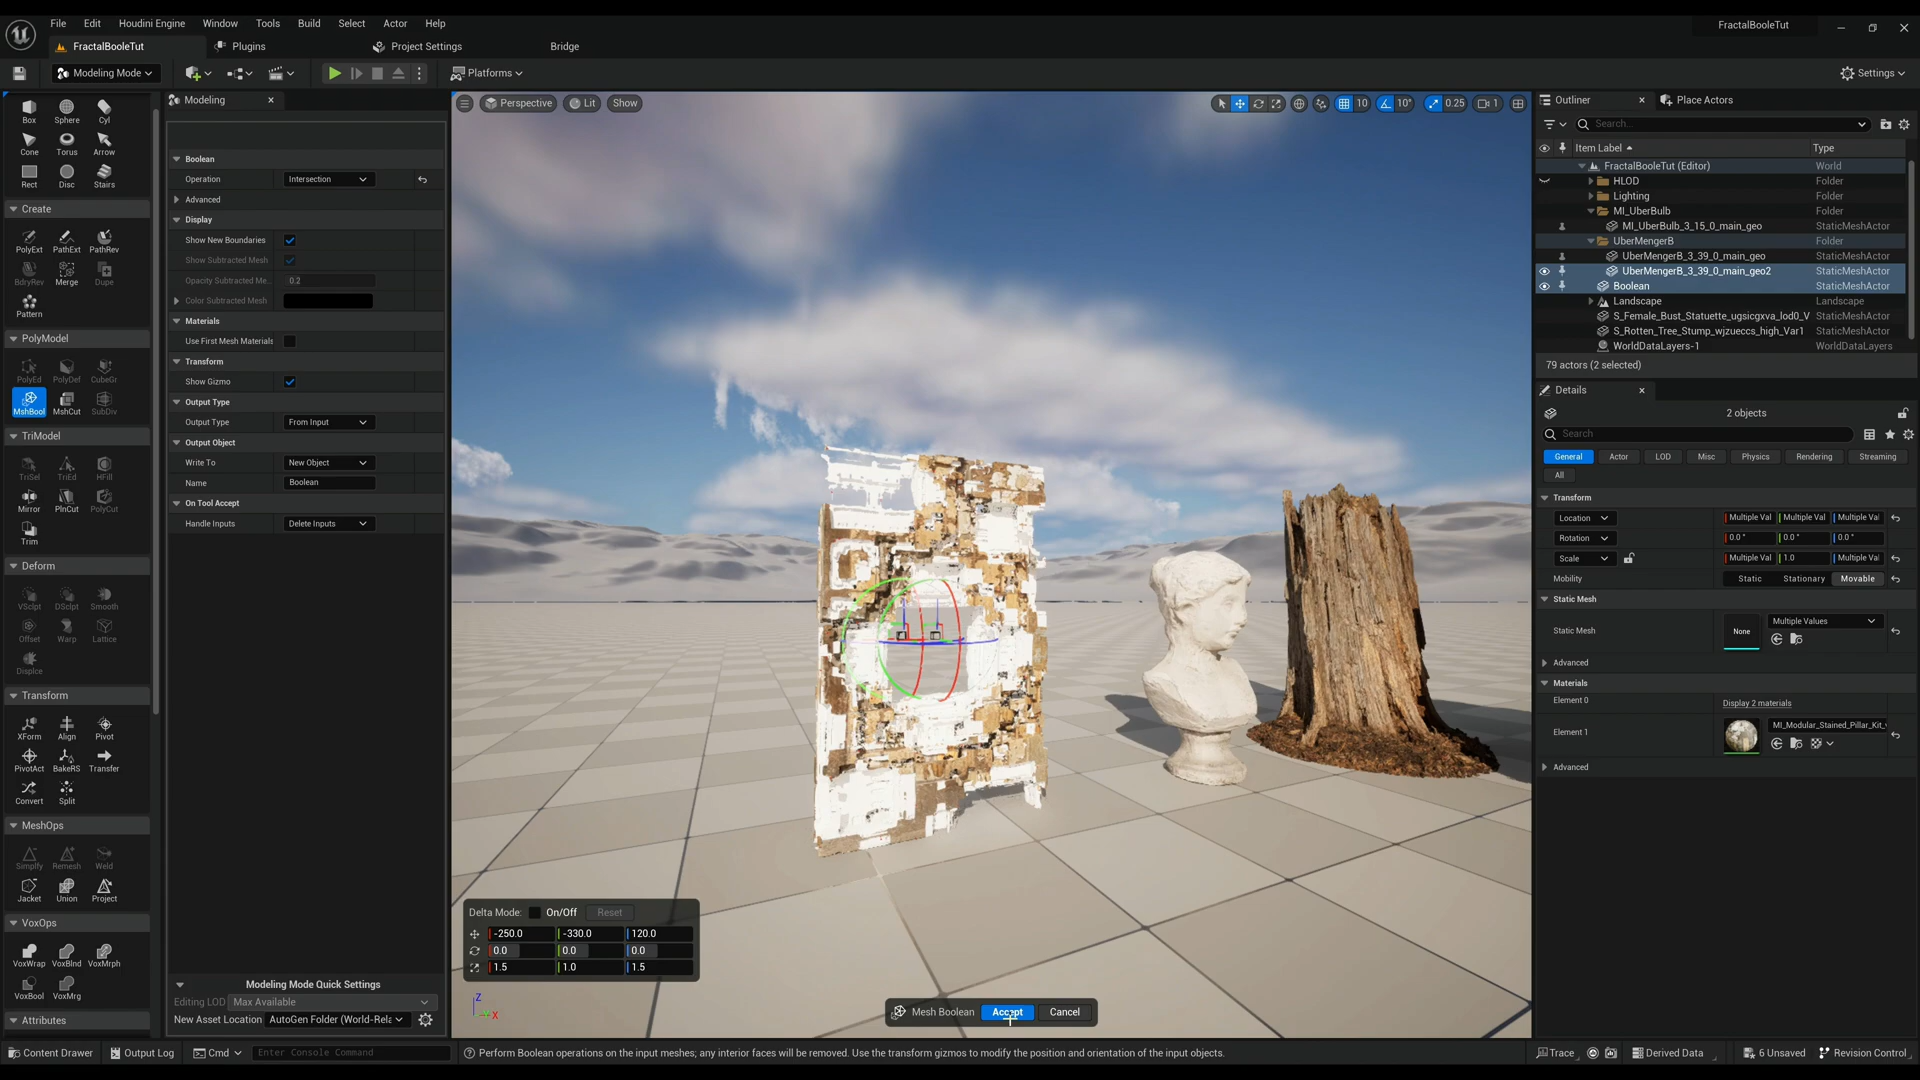 File Edit Houdini Engine Window Tools Build Select Actor Help
FractalBooleTut
FractalBooleTut Plugins Project Settings Bridge
Modeling Mode Platforms Settings
Modeling
Box Sphere Cyl
Cone Torus Arrow
Rect Disc Stairs
Create
PolyExt PathExt PathRev
BdryRev Merge Dupe
Pattern
PolyModel
PolyEd PolyDef CubeGr
MshBool MshCut SubDiv
TriModel
TriSel TriEd HFill
Mirror PlnCut PolyCut
Trim
Deform
VSclpt DSclpt Smooth
Offset Warp Lattice
Displce
Transform
XForm Align Pivot
PivotAct BakeRS Transfer
Convert Split
MeshOps
Simplfy Remesh Weld
Jacket Union Project
VoxOps
VoxWrap VoxBlnd VoxMrph
VoxBool VoxMrg
Attributes
Boolean
Operation Intersection
Advanced
Display
Show New Boundaries
Show Subtracted Mesh
Opacity Subtracted Me... 0.2
Color Subtracted Mesh
Materials
Use First Mesh Materials
Transform
Show Gizmo
Output Type
Output Type From Input
Output Object
Write To New Object
Name Boolean
On Tool Accept
Handle Inputs Delete Inputs
Modeling Mode Quick Settings
Editing LOD Max Available
New Asset Location AutoGen Folder (World-Rela
Perspective Lit Show
10 10° 0.25 1
Delta Mode: On/Off Reset
-250.0 -330.0 120.0
0.0 0.0 0.0
1.5 1.0 1.5
Z
Y X
Mesh Boolean Accept Cancel
Outliner Place Actors
Search...
Item Label Type
FractalBooleTut (Editor) World
HLOD Folder
Lighting Folder
MI_UberBulb Folder
MI_UberBulb_3_15_0_main_geo StaticMeshActor
UberMengerB Folder
UberMengerB_3_39_0_main_geo StaticMeshActor
UberMengerB_3_39_0_main_geo2 StaticMeshActor
Boolean StaticMeshActor
Landscape Landscape
S_Female_Bust_Statuette_ugsicgxva_lod0_V StaticMeshActor
S_Rotten_Tree_Stump_wjzueccs_high_Var1 StaticMeshActor
WorldDataLayers-1 WorldDataLayers
79 actors (2 selected)
Details
2 objects
Search
General Actor LOD Misc Physics Rendering Streaming
All
Transform
Location Multiple Val Multiple Val Multiple Val
Rotation 0.0 ° 0.0 ° 0.0 °
Scale Multiple Val 1.0 Multiple Val
Mobility Static Stationary Movable
Static Mesh
Static Mesh None Multiple Values
Advanced
Materials
Element 0 Display 2 materials
Element 1 MI_Modular_Stained_Pillar_Kit_
Advanced
Content Drawer Output Log Cmd Enter Console Command Perform Boolean operations on the input meshes; any interior faces will be removed. Use the transform gizmos to modify the position and orientation of the input objects. Trace Derived Data 6 Unsaved Revision Control